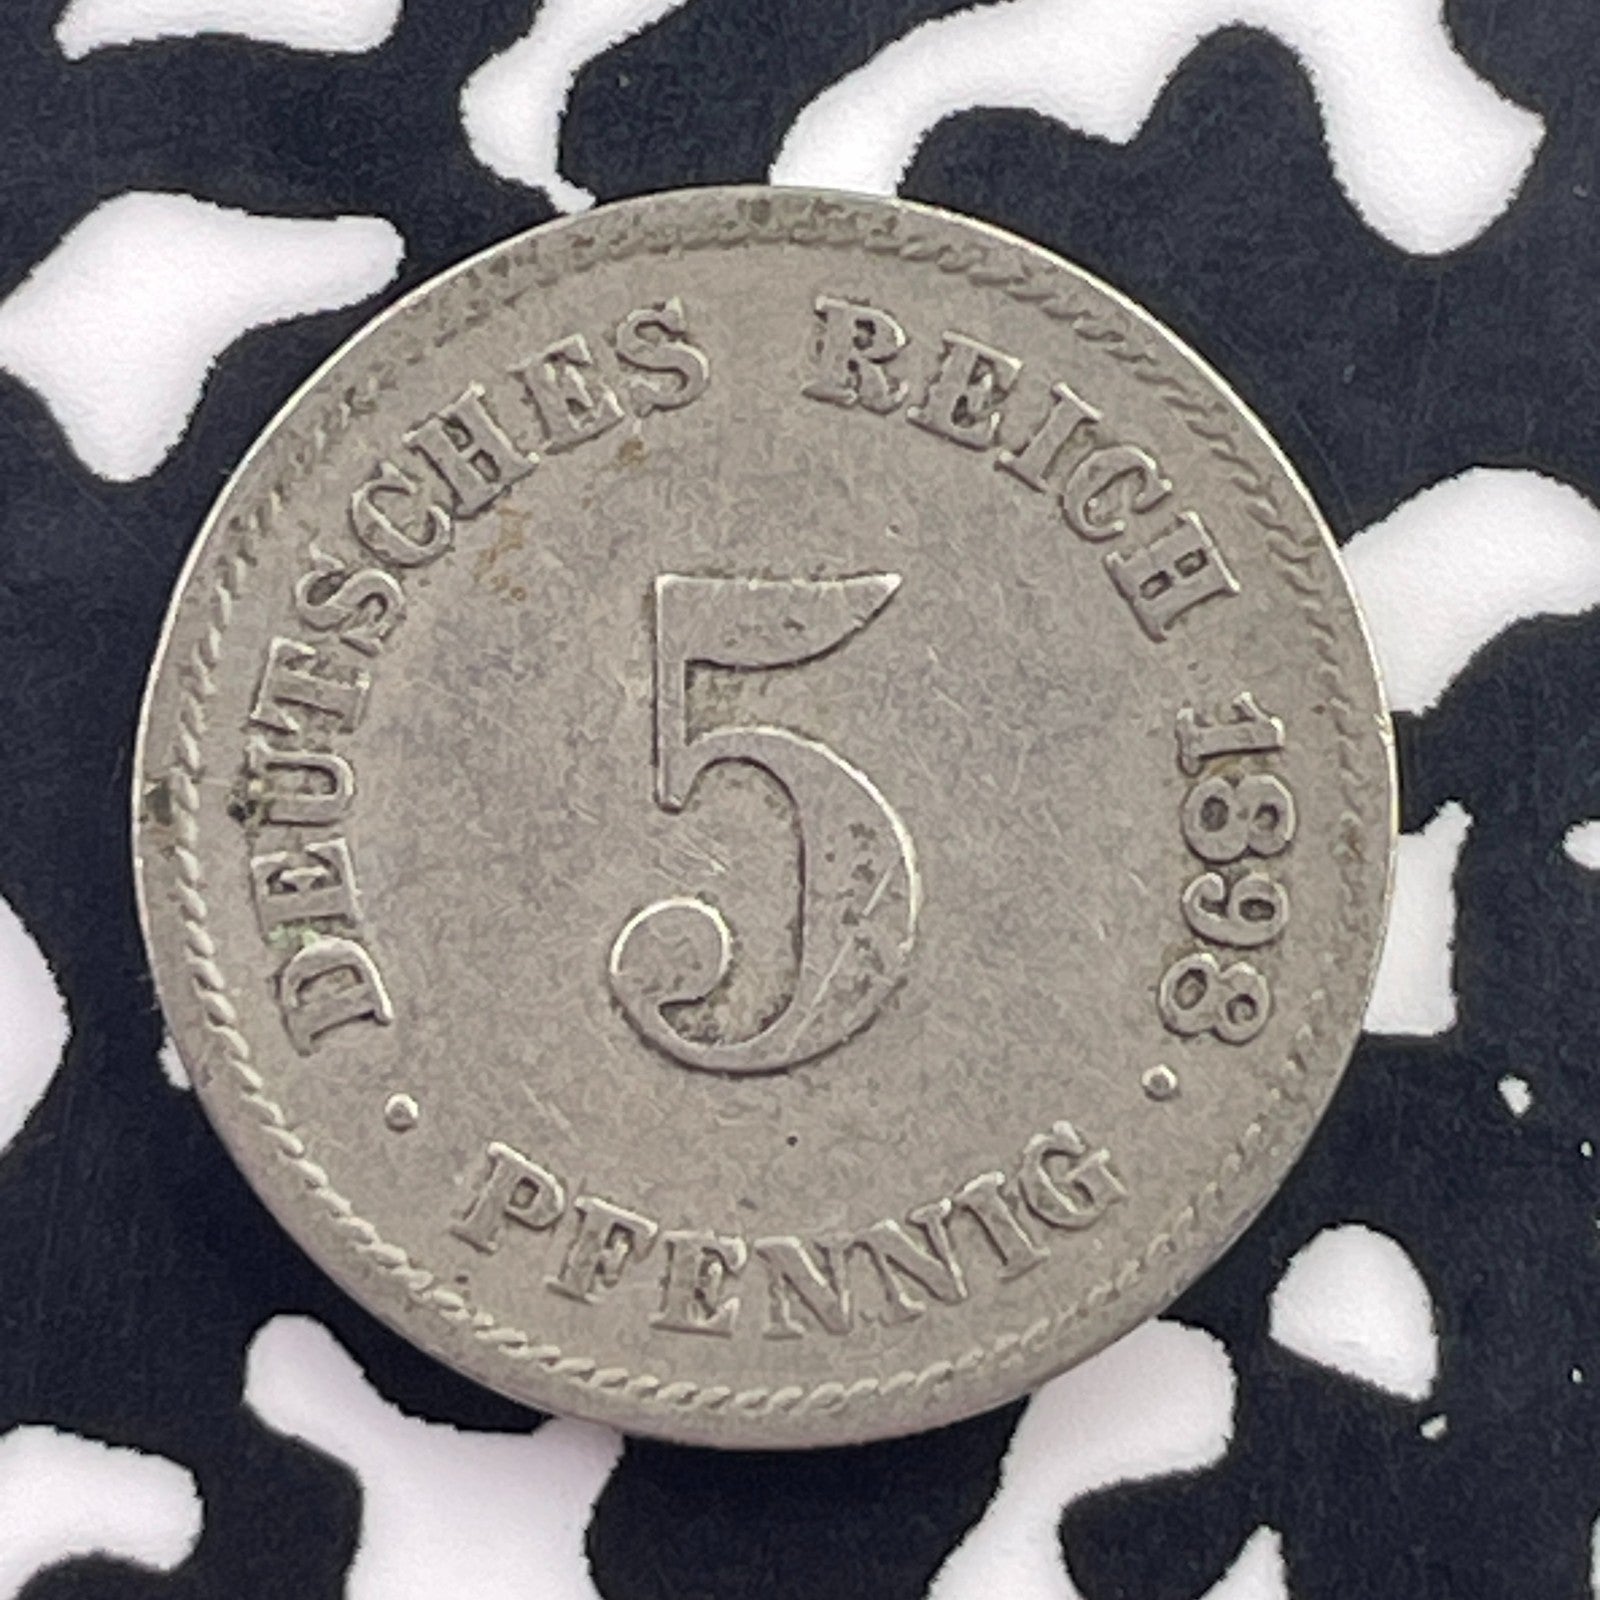 DEUTSCHES REICH 1898
5
· PFENNIG ·